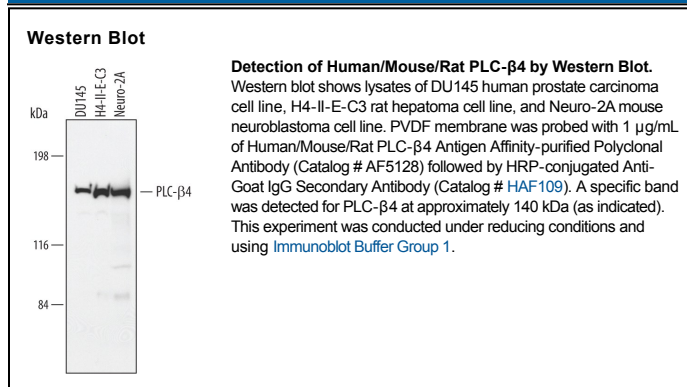 Western Blot
DU145
H4-II-E-C3
Neuro-2A
kDa
198
PLC-β4
116
84
Detection of Human/Mouse/Rat PLC-β4 by Western Blot.
Western blot shows lysates of DU145 human prostate carcinoma
cell line, H4-II-E-C3 rat hepatoma cell line, and Neuro-2A mouse
neuroblastoma cell line. PVDF membrane was probed with 1 μg/mL
of Human/Mouse/Rat PLC-β4 Antigen Affinity-purified Polyclonal
Antibody (Catalog # AF5128) followed by HRP-conjugated Anti-
Goat IgG Secondary Antibody (Catalog # HAF109). A specific band
was detected for PLC-β4 at approximately 140 kDa (as indicated).
This experiment was conducted under reducing conditions and
using Immunoblot Buffer Group 1.